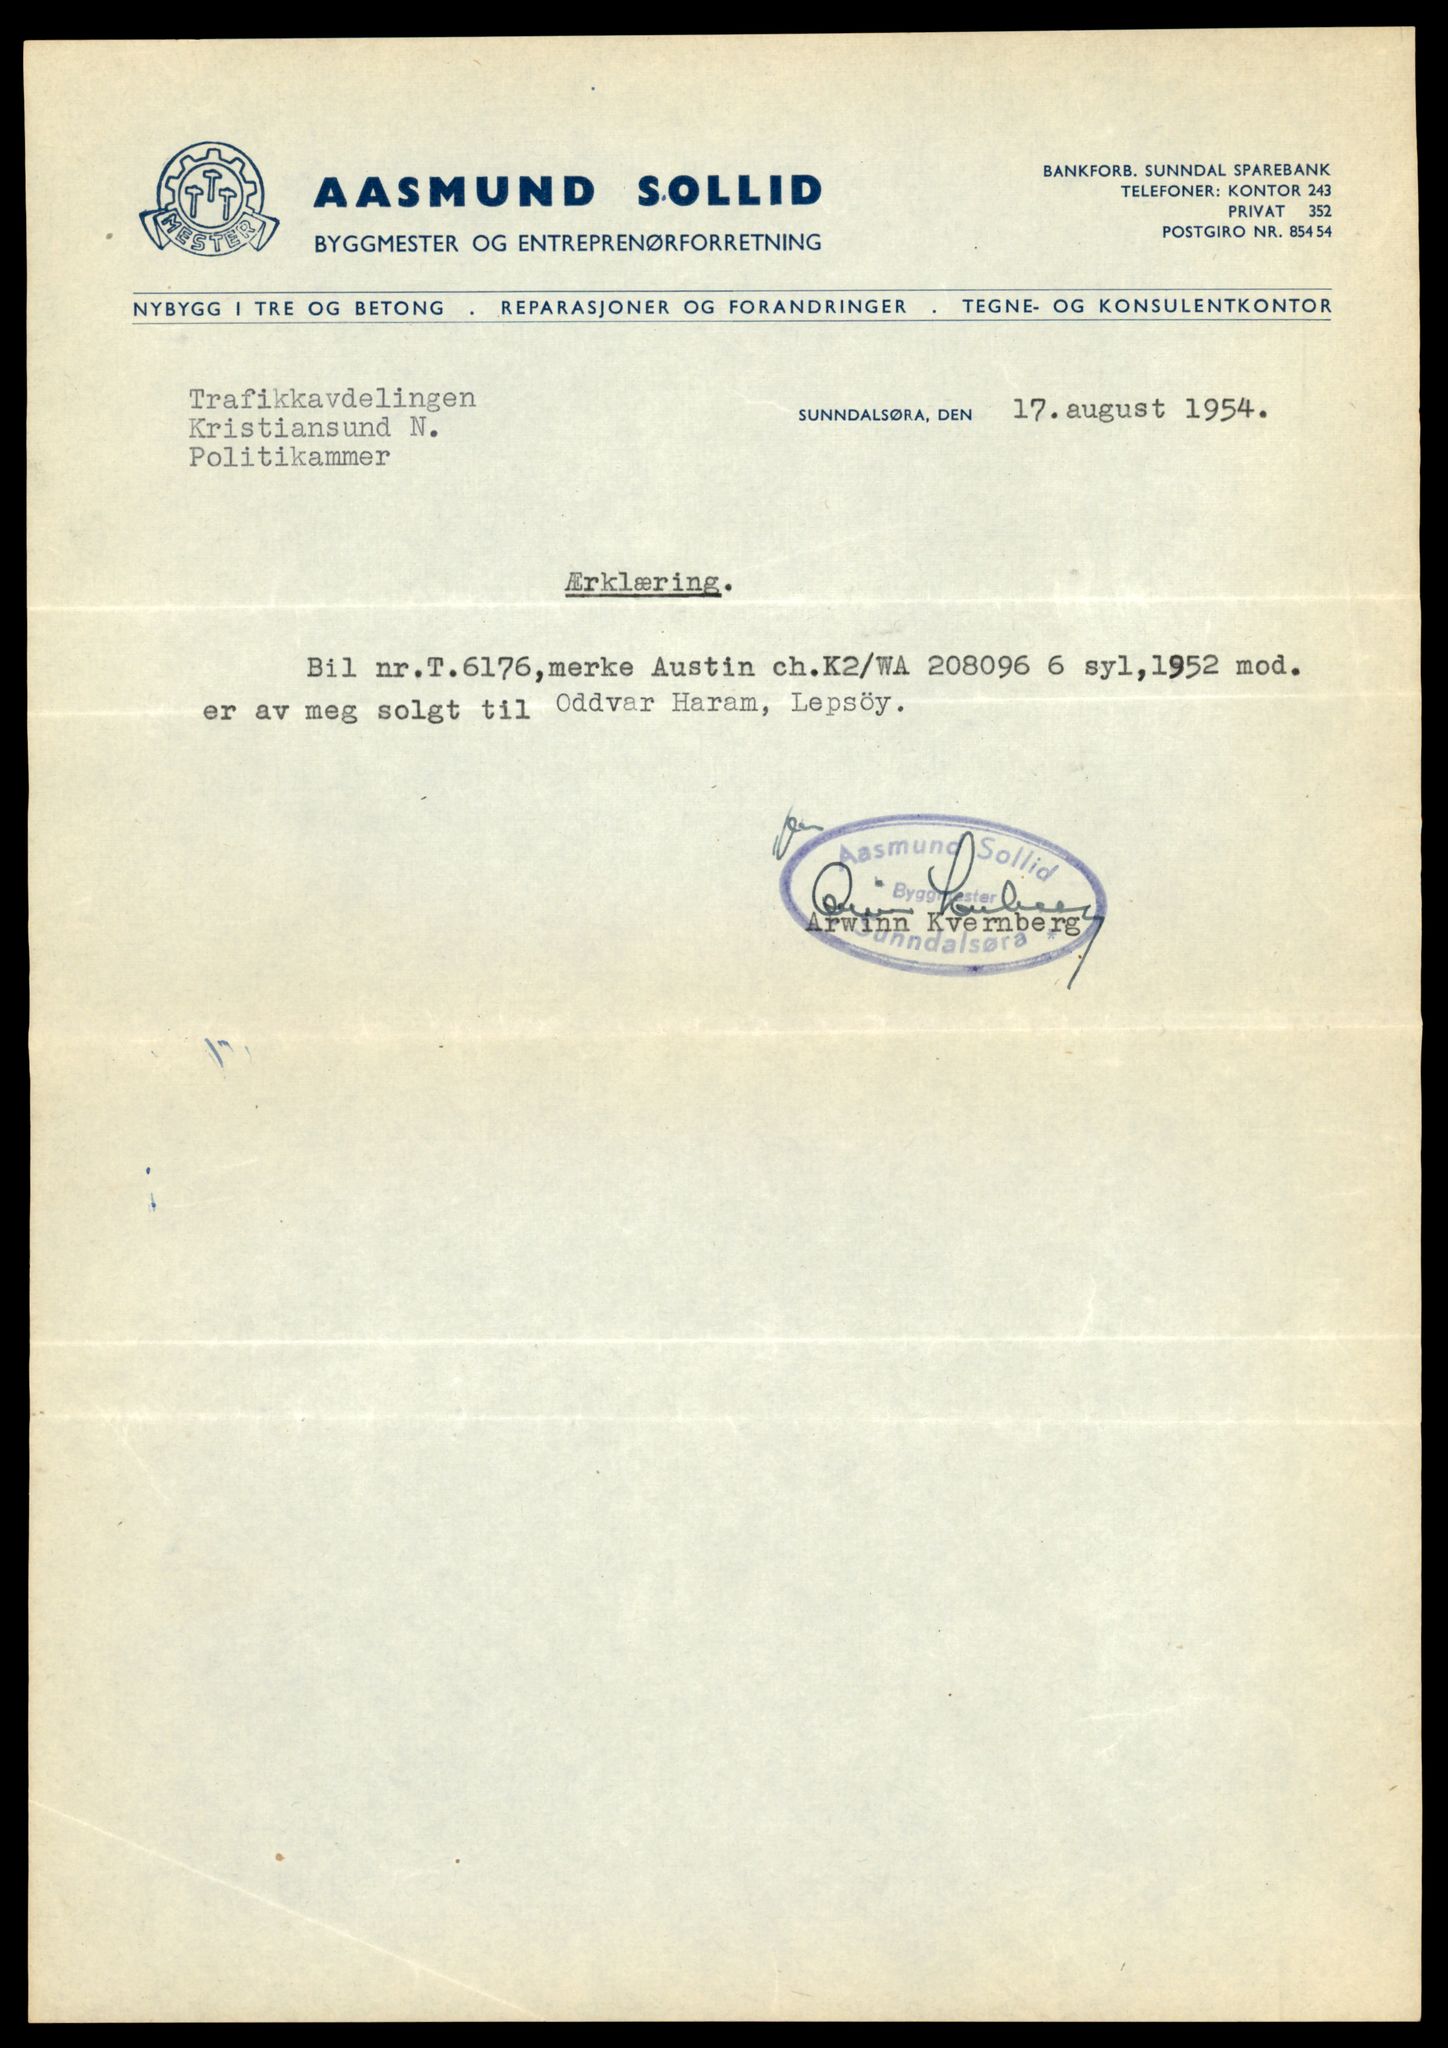 MESTER
AASMUND SOLLID
BYGGMESTER OG ENTREPRENØRFORRETNING
BANKFORB. SUNNDAL SPAREBANK
TELEFONER: KONTOR 243
PRIVAT 352
POSTGIRO NR. 85454
NYBYGG I TRE OG BETONG . REPARASJONER OG FORANDRINGER . TEGNE- OG KONSULENTKONTOR
Trafikkavdelingen
Kristiansund N.
Politikammer
SUNNDALSØRA, DEN 17.august 1954.
Ærklæring.
Bil nr.T.6176,merke Austin ch.K2/WA 208096 6 syl,1952 mod.
er av meg solgt til Oddvar Haram, Lepsöy.
Aasmund Sollid
Byggmester
Arwinn Kvernberg
Sunndalsøra *